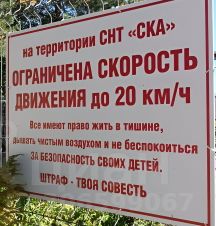 на территории СНТ «СКА»
ОГРАНИЧЕНА СКОРОСТЬ
ДВИЖЕНИЯ до 20 км/ч
Все имеют право жить в тишине,
дышать чистым воздухом и не беспокоиться
ЗА БЕЗОПАСНОСТЬ СВОИХ ДЕТЕЙ.
ШТРАФ - ТВОЯ СОВЕСТЬ